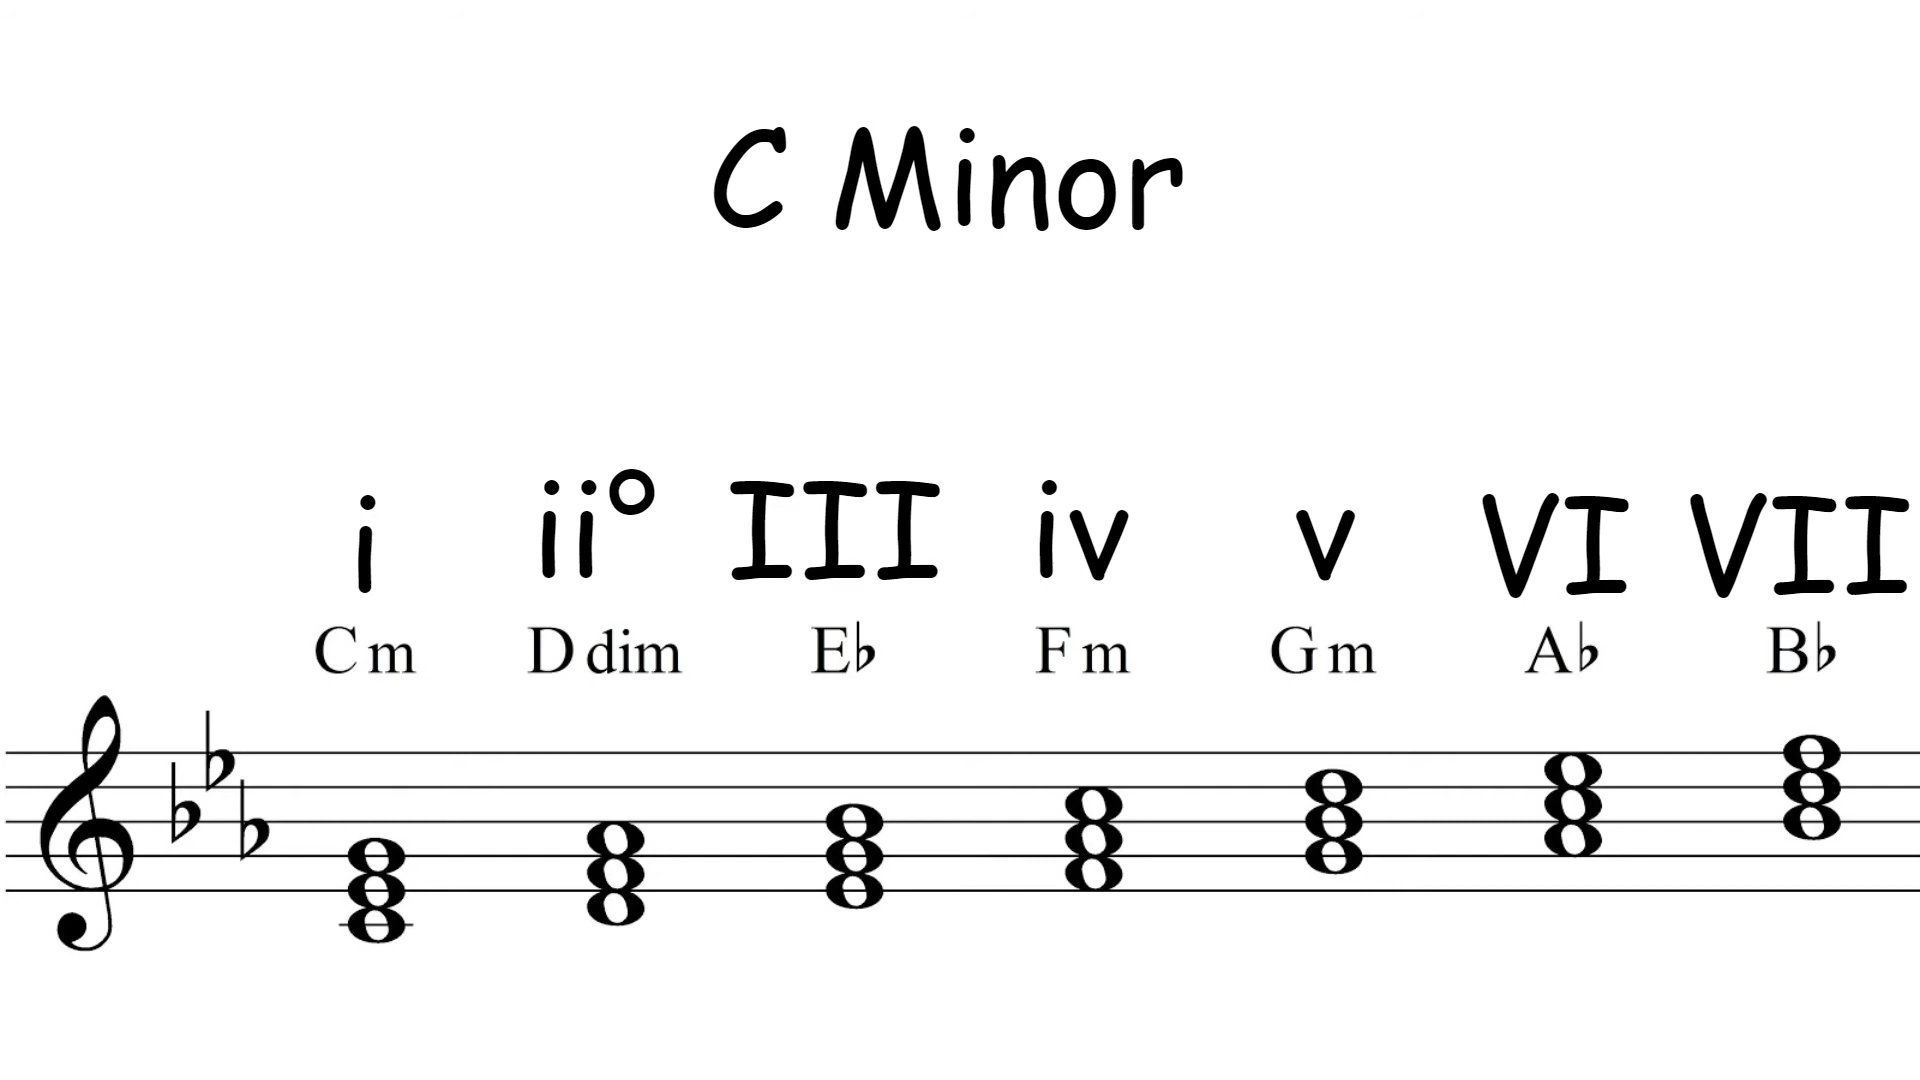 C Minor
i ii° III iv v VI VII
Cm Ddim E♭ Fm Gm A♭ B♭